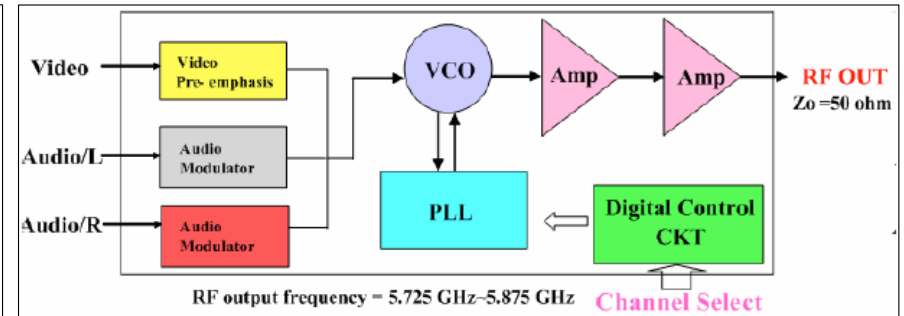 Video
Video
Pre- emphasis
VCO
Amp
Amp
RF OUT
Zo =50 ohm
Audio/L
Audio
Modulator
Audio/R
Audio
Modulator
PLL
Digital Control
CKT
RF output frequency = 5.725 GHz~5.875 GHz
Channel Select